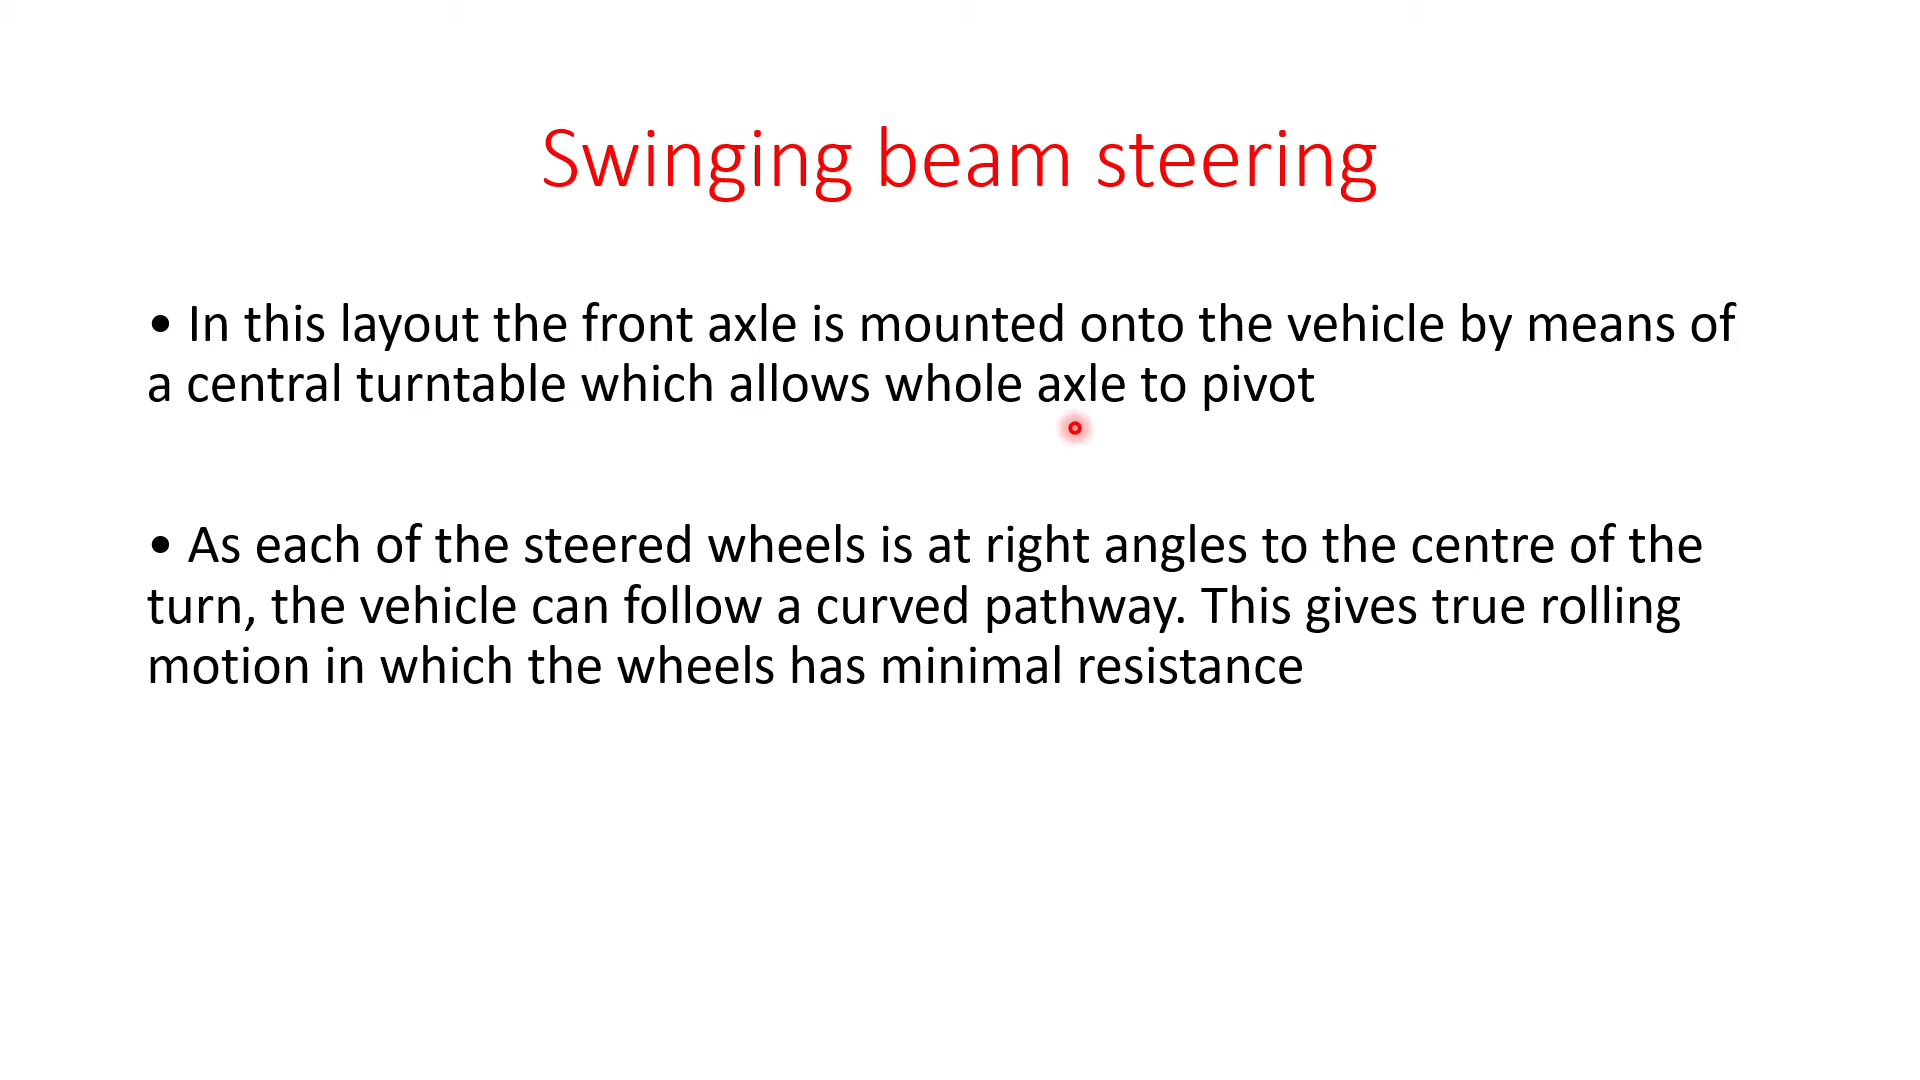 Swinging beam steering
• In this layout the front axle is mounted onto the vehicle by means of
a central turntable which allows whole axle to pivot
• As each of the steered wheels is at right angles to the centre of the
turn, the vehicle can follow a curved pathway. This gives true rolling
motion in which the wheels has minimal resistance